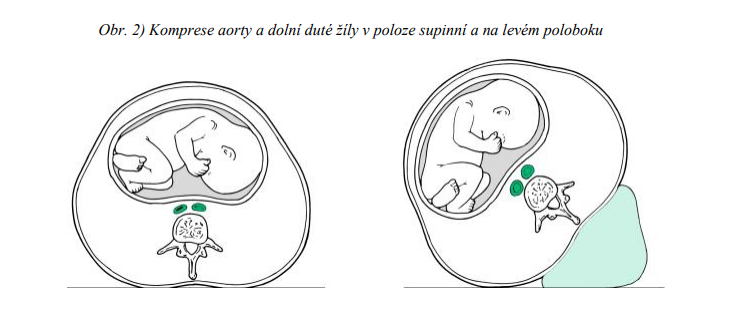 Obr. 2) Komprese aorty a dolní duté žíly v poloze supinní a na levém poloboku